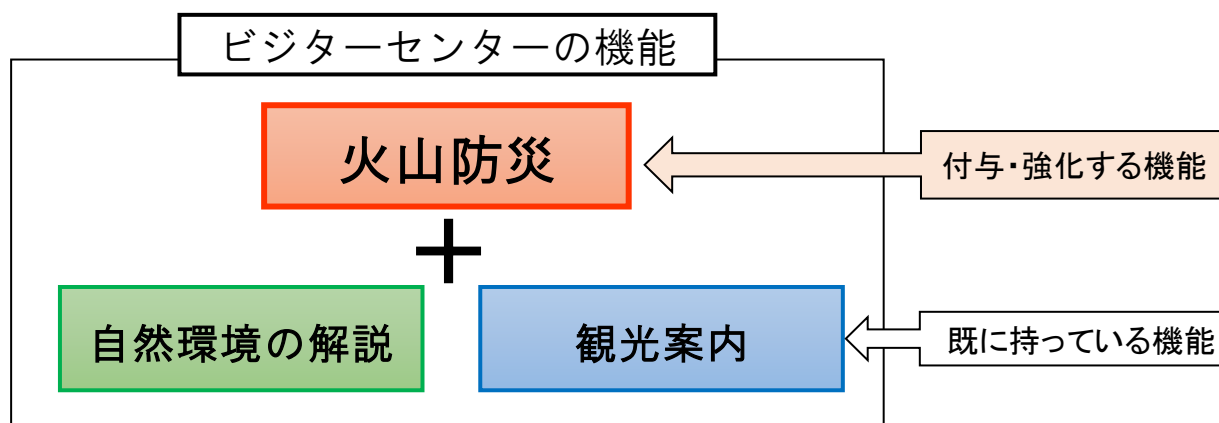 ビジターセンターの機能
火山防災
付与・強化する機能
+
自然環境の解説
観光案内
既に持っている機能